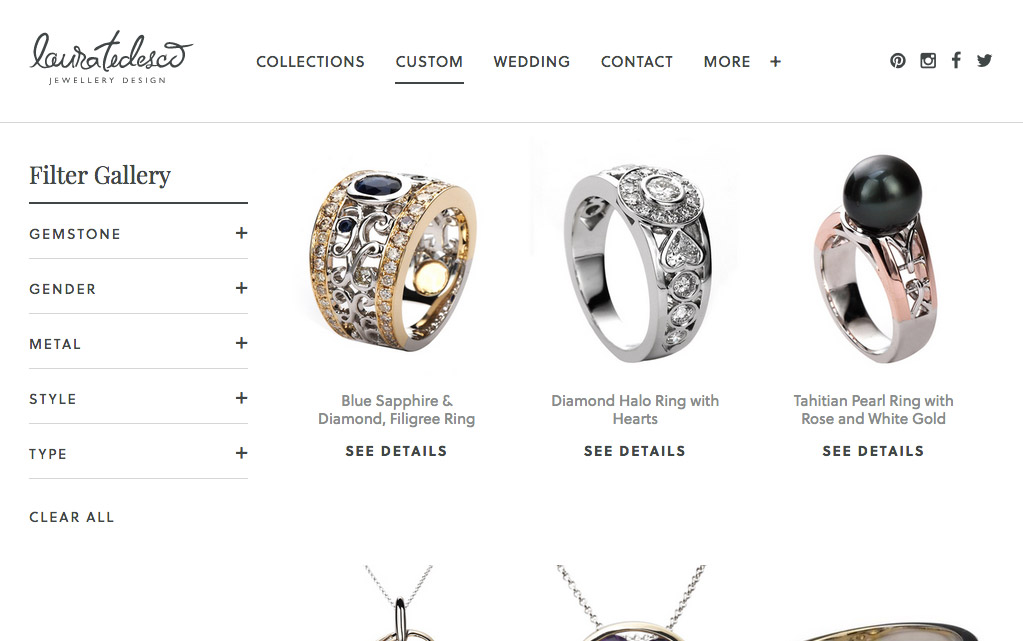 lauratedesco
JEWELLERY DESIGN
COLLECTIONS CUSTOM WEDDING CONTACT MORE +
Filter Gallery
GEMSTONE +
GENDER +
METAL +
STYLE +
TYPE +
CLEAR ALL
Blue Sapphire &
Diamond, Filigree Ring
SEE DETAILS
Diamond Halo Ring with
Hearts
SEE DETAILS
Tahitian Pearl Ring with
Rose and White Gold
SEE DETAILS